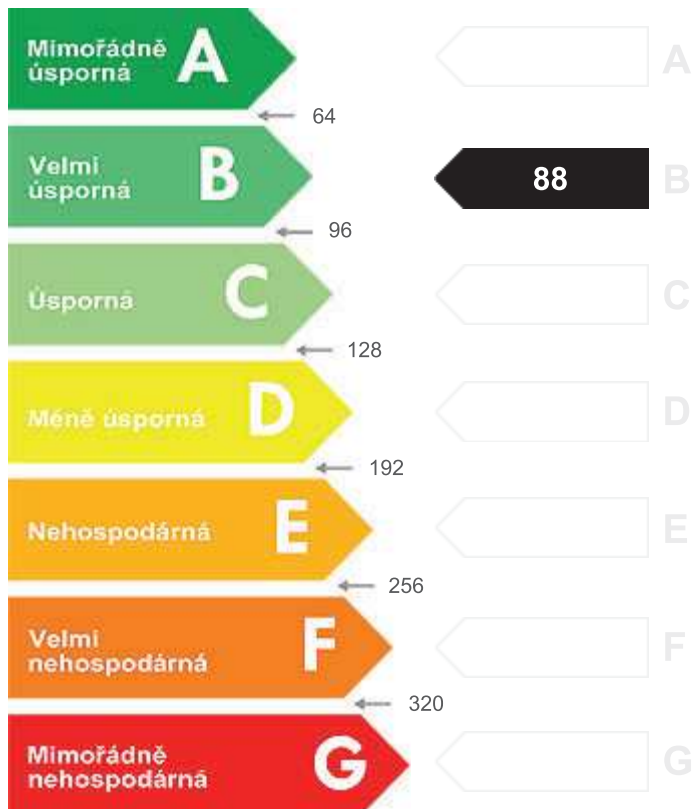 Mimořádně
úsporná
A
A
64
Velmi
úsporná
B
88
B
96
Úsporná
C
C
128
Méně úsporná
D
D
192
Nehospodárná
E
E
256
Velmi
nehospodárná
F
F
320
Mimořádně
nehospodárná
G
G